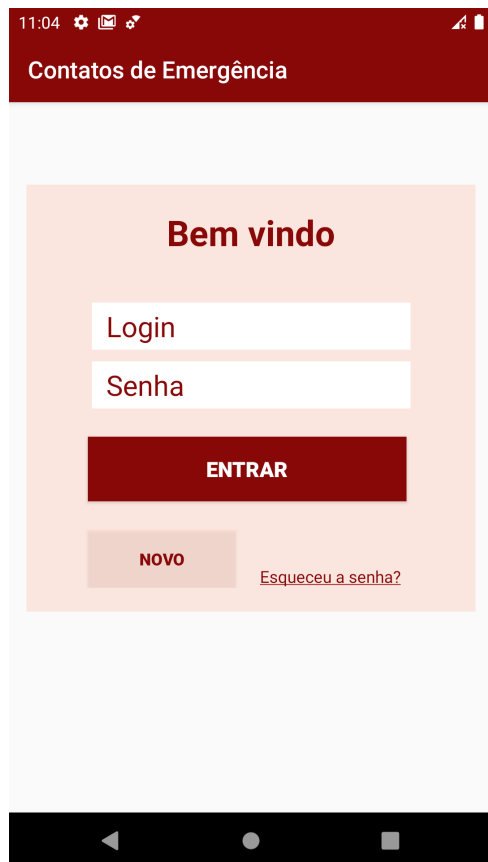 11:04
Contatos de Emergência
Bem vindo
Login
Senha
ENTRAR
NOVO
Esqueceu a senha?